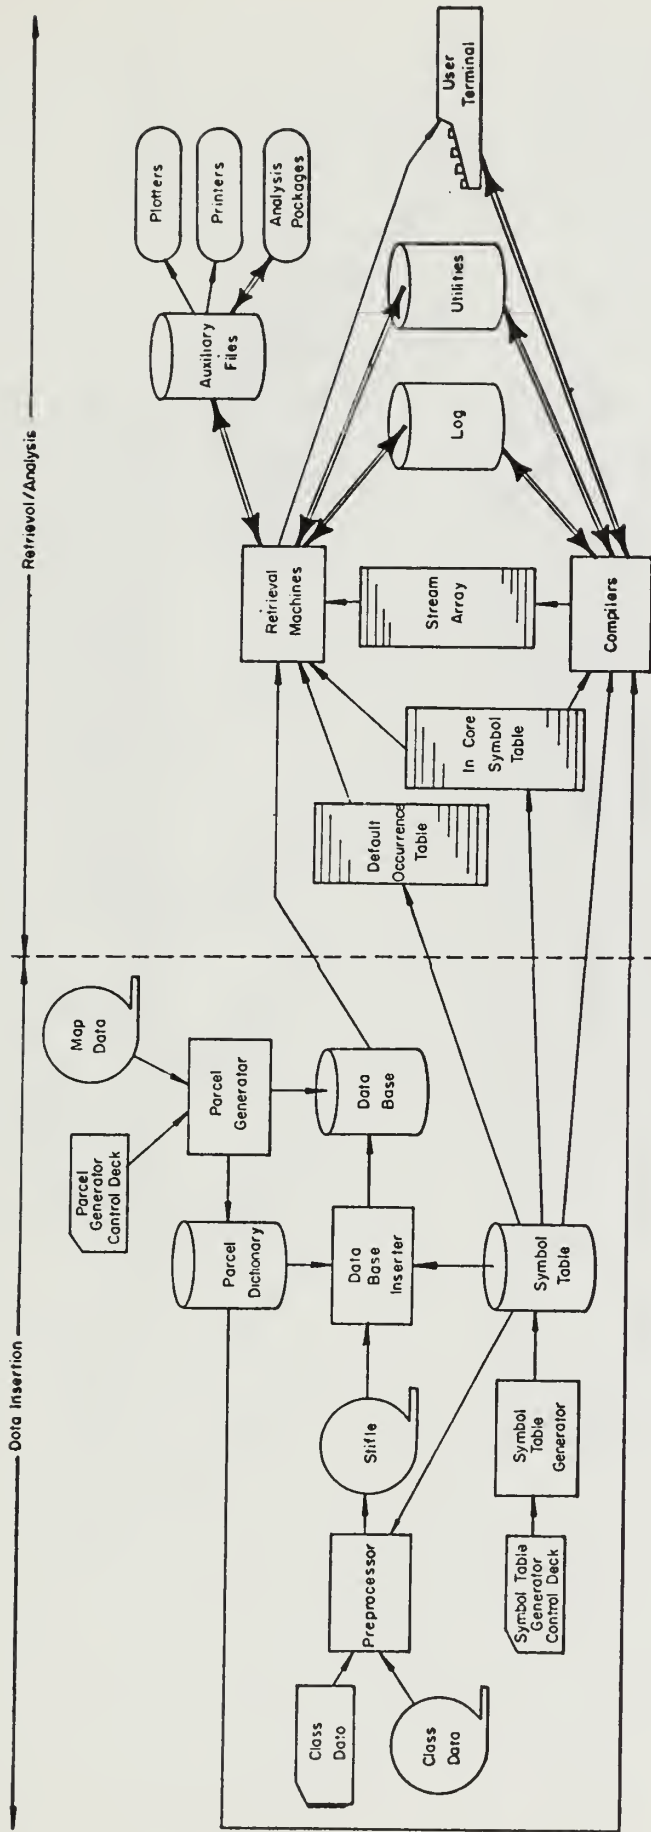 Data Insertion
Retrieval/Analysis
Map
Data
Parcel
Generator
Control Deck
Parcel
Generator
Parcel
Dictionary
Data
Base
Data
Base
Inserter
Stifle
Preprocessor
Class
Data
Class
Data
Symbol
Table
Symbol
Table
Generator
Symbol Table
Generator
Control Deck
Plotters
Printers
Analysis
Packages
Auxiliary
Files
Retrieval
Machines
Default
Occurrence
Table
In Core
Symbol
Table
Stream
Array
Log
Utilities
User
Terminal
Compilers